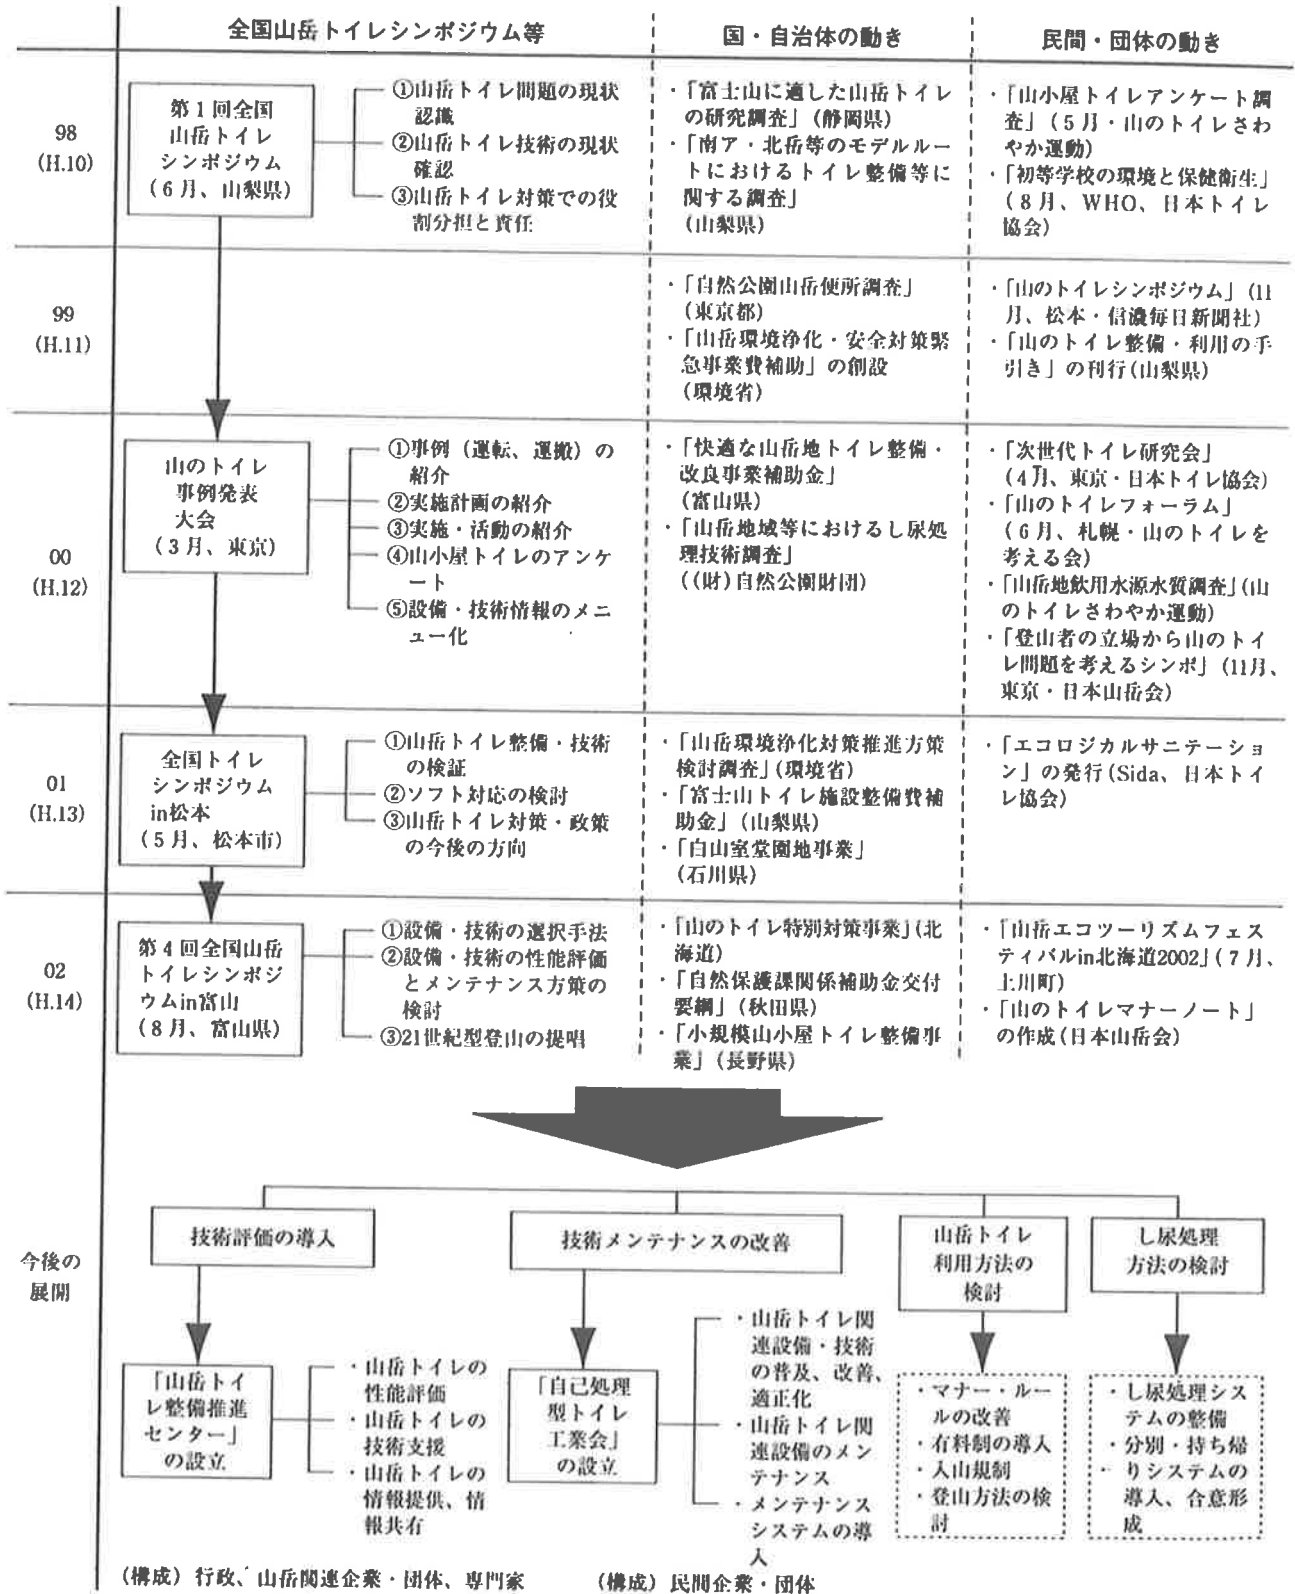 全国山岳トイレシンポジウム等
国・自治体の動き
民間・団体の動き
98
(H.10)
第1回全国
山岳トイレ
シンポジウム
(6月、山梨県)
①山岳トイレ問題の現状
認識
②山岳トイレ技術の現状
確認
③山岳トイレ対策での役
割分担と責任
・「富士山に適した山岳トイレ
の研究調査」(静岡県)
・「南ア・北岳等のモデルルー
トにおけるトイレ整備等に
関する調査」
(山梨県)
・「山小屋トイレアンケート調
査」(5月・山のトイレさわ
やか運動)
・「初等学校の環境と保健衛生」
(8月、WHO、日本トイレ
協会)
99
(H.11)
・「自然公園山岳便所調査」
(東京都)
・「山岳環境浄化・安全対策緊
急事業費補助」の創設
(環境省)
・「山のトイレシンポジウム」(11
月、松本・信濃毎日新聞社)
・「山のトイレ整備・利用の手
引き」の刊行(山梨県)
00
(H.12)
山のトイレ
事例発表
大会
(3月、東京)
①事例(運転、運搬)の
紹介
②実施計画の紹介
③実施・活動の紹介
④山小屋トイレのアンケ
ート
⑤設備・技術情報のメニ
ュー化
・「快適な山岳地トイレ整備・
改良事業補助金」
(富山県)
・「山岳地域等におけるし尿処
理技術調査」
((財)自然公園財団)
・「次世代トイレ研究会」
(4月、東京・日本トイレ協会)
・「山のトイレフォーラム」
(6月、札幌・山のトイレを
考える会)
・「山岳地飲用水源水質調査」(山
のトイレさわやか運動)
・「登山者の立場から山のトイ
レ問題を考えるシンポ」(11月、
東京・日本山岳会)
01
(H.13)
全国トイレ
シンポジウム
in松本
(5月、松本市)
①山岳トイレ整備・技術
の検証
②ソフト対応の検討
③山岳トイレ対策・政策
の今後の方向
・「山岳環境浄化対策推進方策
検討調査」(環境省)
・「富士山トイレ施設整備費補
助金」(山梨県)
・「白山室堂園地事業」
(石川県)
・「エコロジカルサニテーショ
ン」の発行(Sida、日本トイ
レ協会)
02
(H.14)
第4回全国山岳
トイレシンポジ
ウムin富山
(8月、富山県)
①設備・技術の選択手法
②設備・技術の性能評価
とメンテナンス方策の
検討
③21世紀型登山の提唱
・「山のトイレ特別対策事業」(北
海道)
・「自然保護課関係補助金交付
要綱」(秋田県)
・「小規模山小屋トイレ整備事
業」(長野県)
・「山岳エコツーリズムフェス
ティバルin北海道2002」(7月、
上川町)
・「山のトイレマナーノート」
の作成(日本山岳会)
今後の
展開
技術評価の導入
技術メンテナンスの改善
山岳トイレ
利用方法の
検討
し尿処理
方法の検討
「山岳トイ
レ整備推進
センター」
の設立
・山岳トイレの
性能評価
・山岳トイレの
技術支援
・山岳トイレの
情報提供、情
報共有
「自己処理
型トイレ
工業会」
の設立
・山岳トイレ関
連設備・技術
の普及、改善、
適正化
・山岳トイレ関
連設備のメン
テナンス
・メンテナンス
システムの導
入
・マナー・ルー
ルの改善
・有料制の導入
・入山規制
・登山方法の検
討
・し尿処理シス
テムの整備
・分別・持ち帰
・りシステムの
導入、合意形
成
(構成)行政、山岳関連企業・団体、専門家
(構成)民間企業・団体